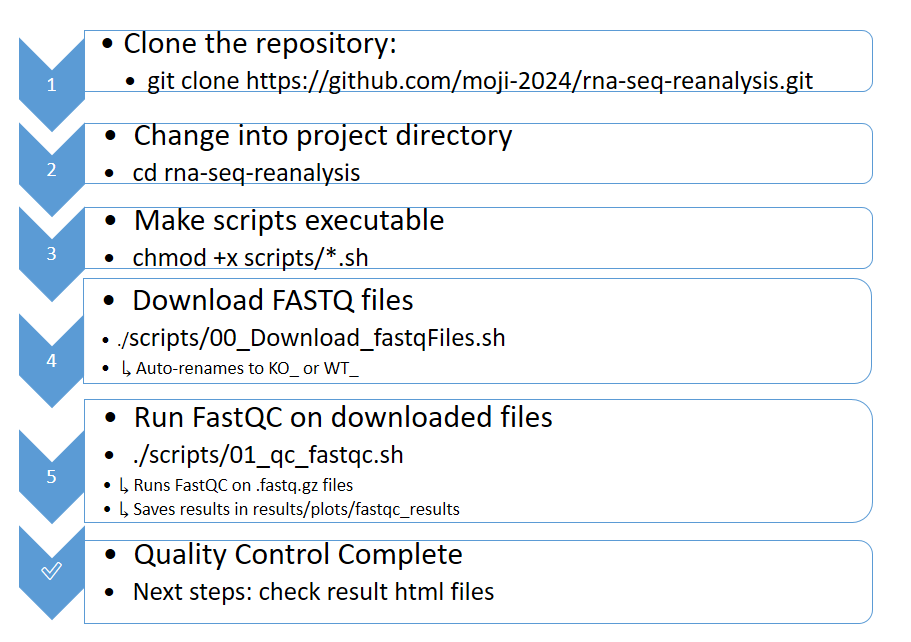 1
• Clone the repository:
• git clone https://github.com/moji-2024/rna-seq-reanalysis.git
2
• Change into project directory
• cd rna-seq-reanalysis
3
• Make scripts executable
• chmod +x scripts/*.sh
4
• Download FASTQ files
• ./scripts/00_Download_fastqFiles.sh
• ↳ Auto-renames to KO_ or WT_
5
• Run FastQC on downloaded files
• ./scripts/01_qc_fastqc.sh
• ↳ Runs FastQC on .fastq.gz files
• ↳ Saves results in results/plots/fastqc_results
✅
• Quality Control Complete
• Next steps: check result html files